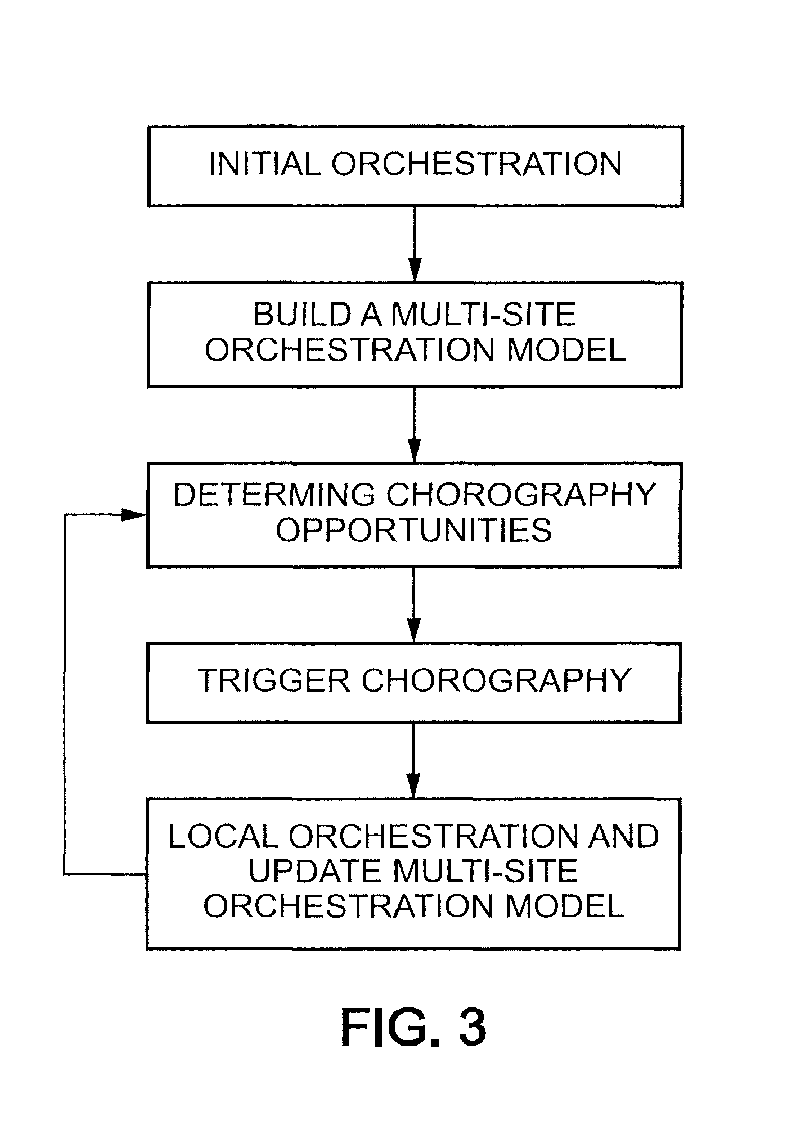 INITIAL ORCHESTRATION
BUILD A MULTI-SITE
ORCHESTRATION MODEL
DETERMING CHOROGRAPHY
OPPORTUNITIES
TRIGGER CHOROGRAPHY
LOCAL ORCHESTRATION AND
UPDATE MULTI-SITE
ORCHESTRATION MODEL
FIG. 3